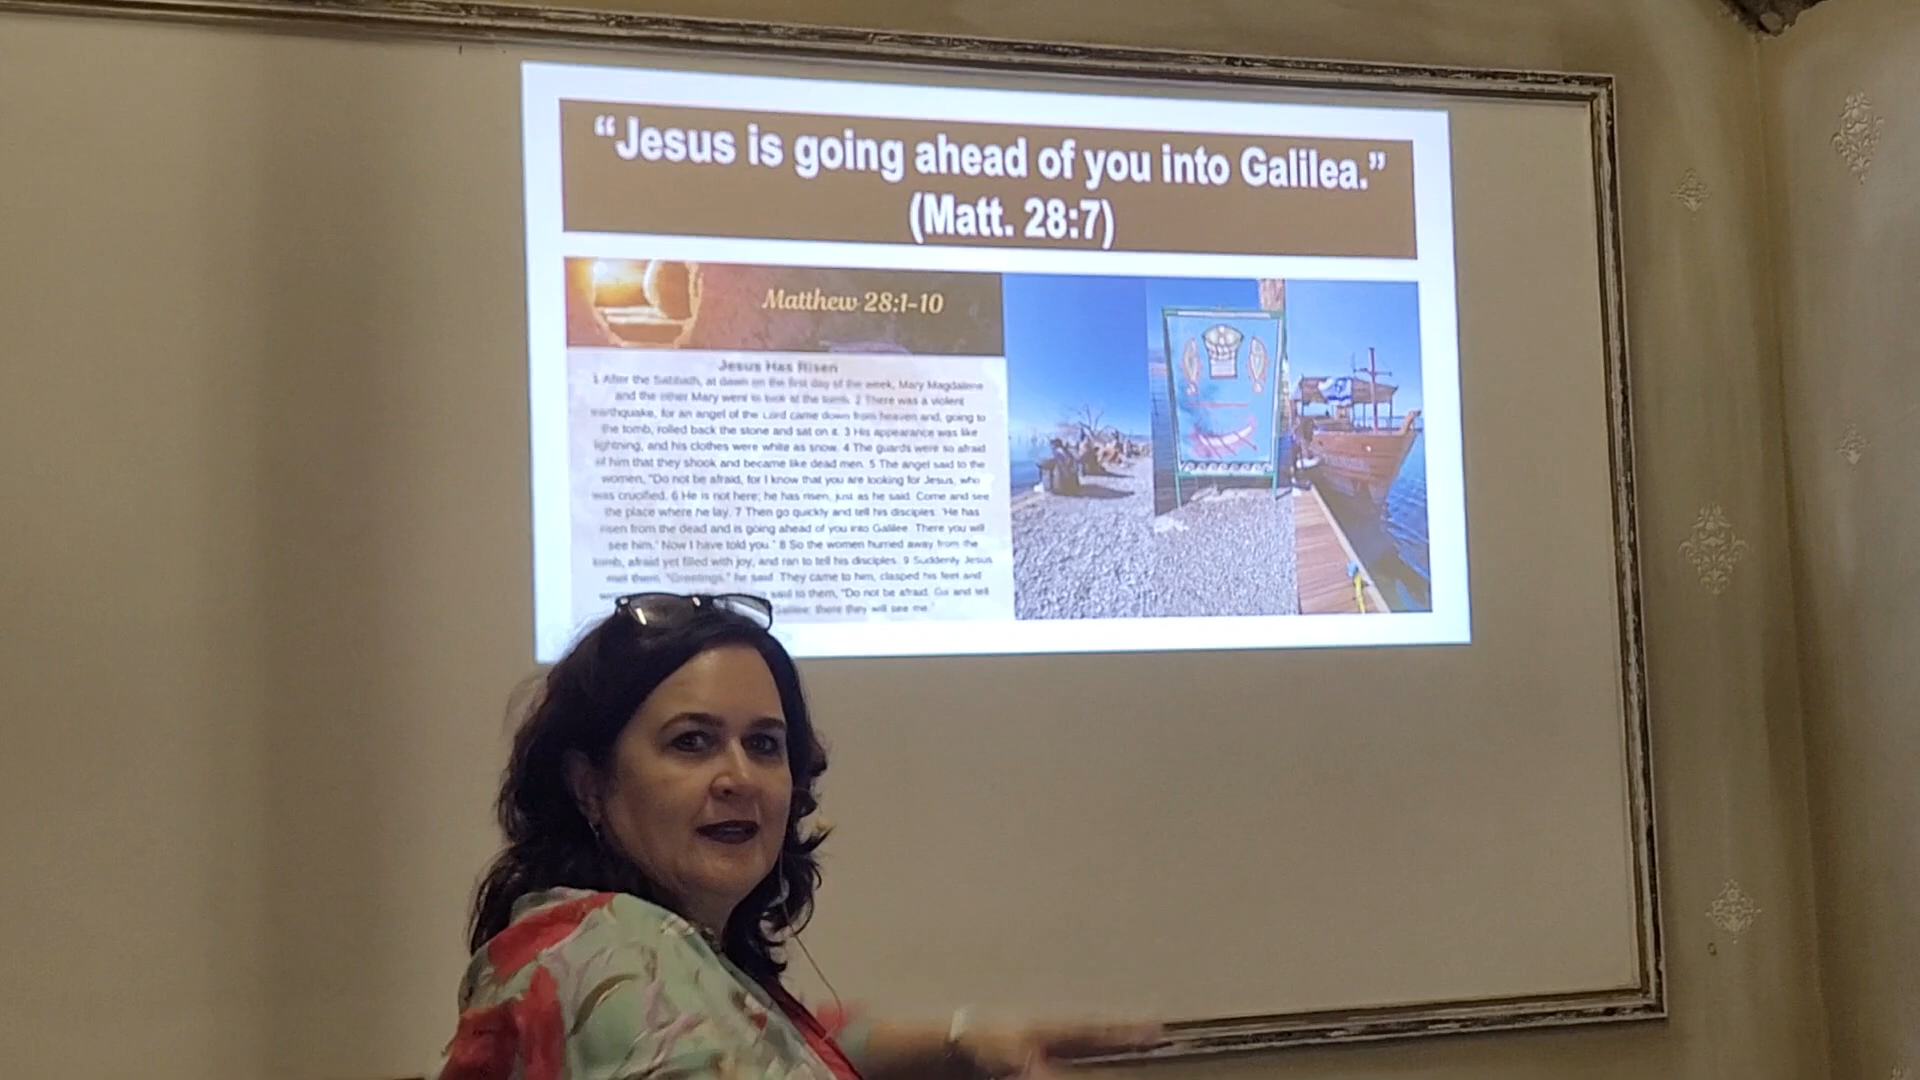 “Jesus is going ahead of you into Galilea.”
(Matt. 28:7)
Matthew 28:1-10
Jesus Has Risen
1 After the Sabbath, at dawn on the first day of the week, Mary Magdalene
and the other Mary went to look at the tomb. 2 There was a violent
earthquake, for an angel of the Lord came down from heaven and, going to
the tomb, rolled back the stone and sat on it. 3 His appearance was like
lightning, and his clothes were white as snow. 4 The guards were so afraid
of him that they shook and became like dead men. 5 The angel said to the
women, "Do not be afraid, for I know that you are looking for Jesus, who
was crucified. 6 He is not here; he has risen, just as he said. Come and see
the place where he lay. 7 Then go quickly and tell his disciples: 'He has
risen from the dead and is going ahead of you into Galilee. There you will
see him.' Now I have told you." 8 So the women hurried away from the
tomb, afraid yet filled with joy, and ran to tell his disciples. 9 Suddenly Jesus
met them. "Greetings," he said. They came to him, clasped his feet and
said to them, "Do not be afraid. Go and tell
Galilee; there they will see me."